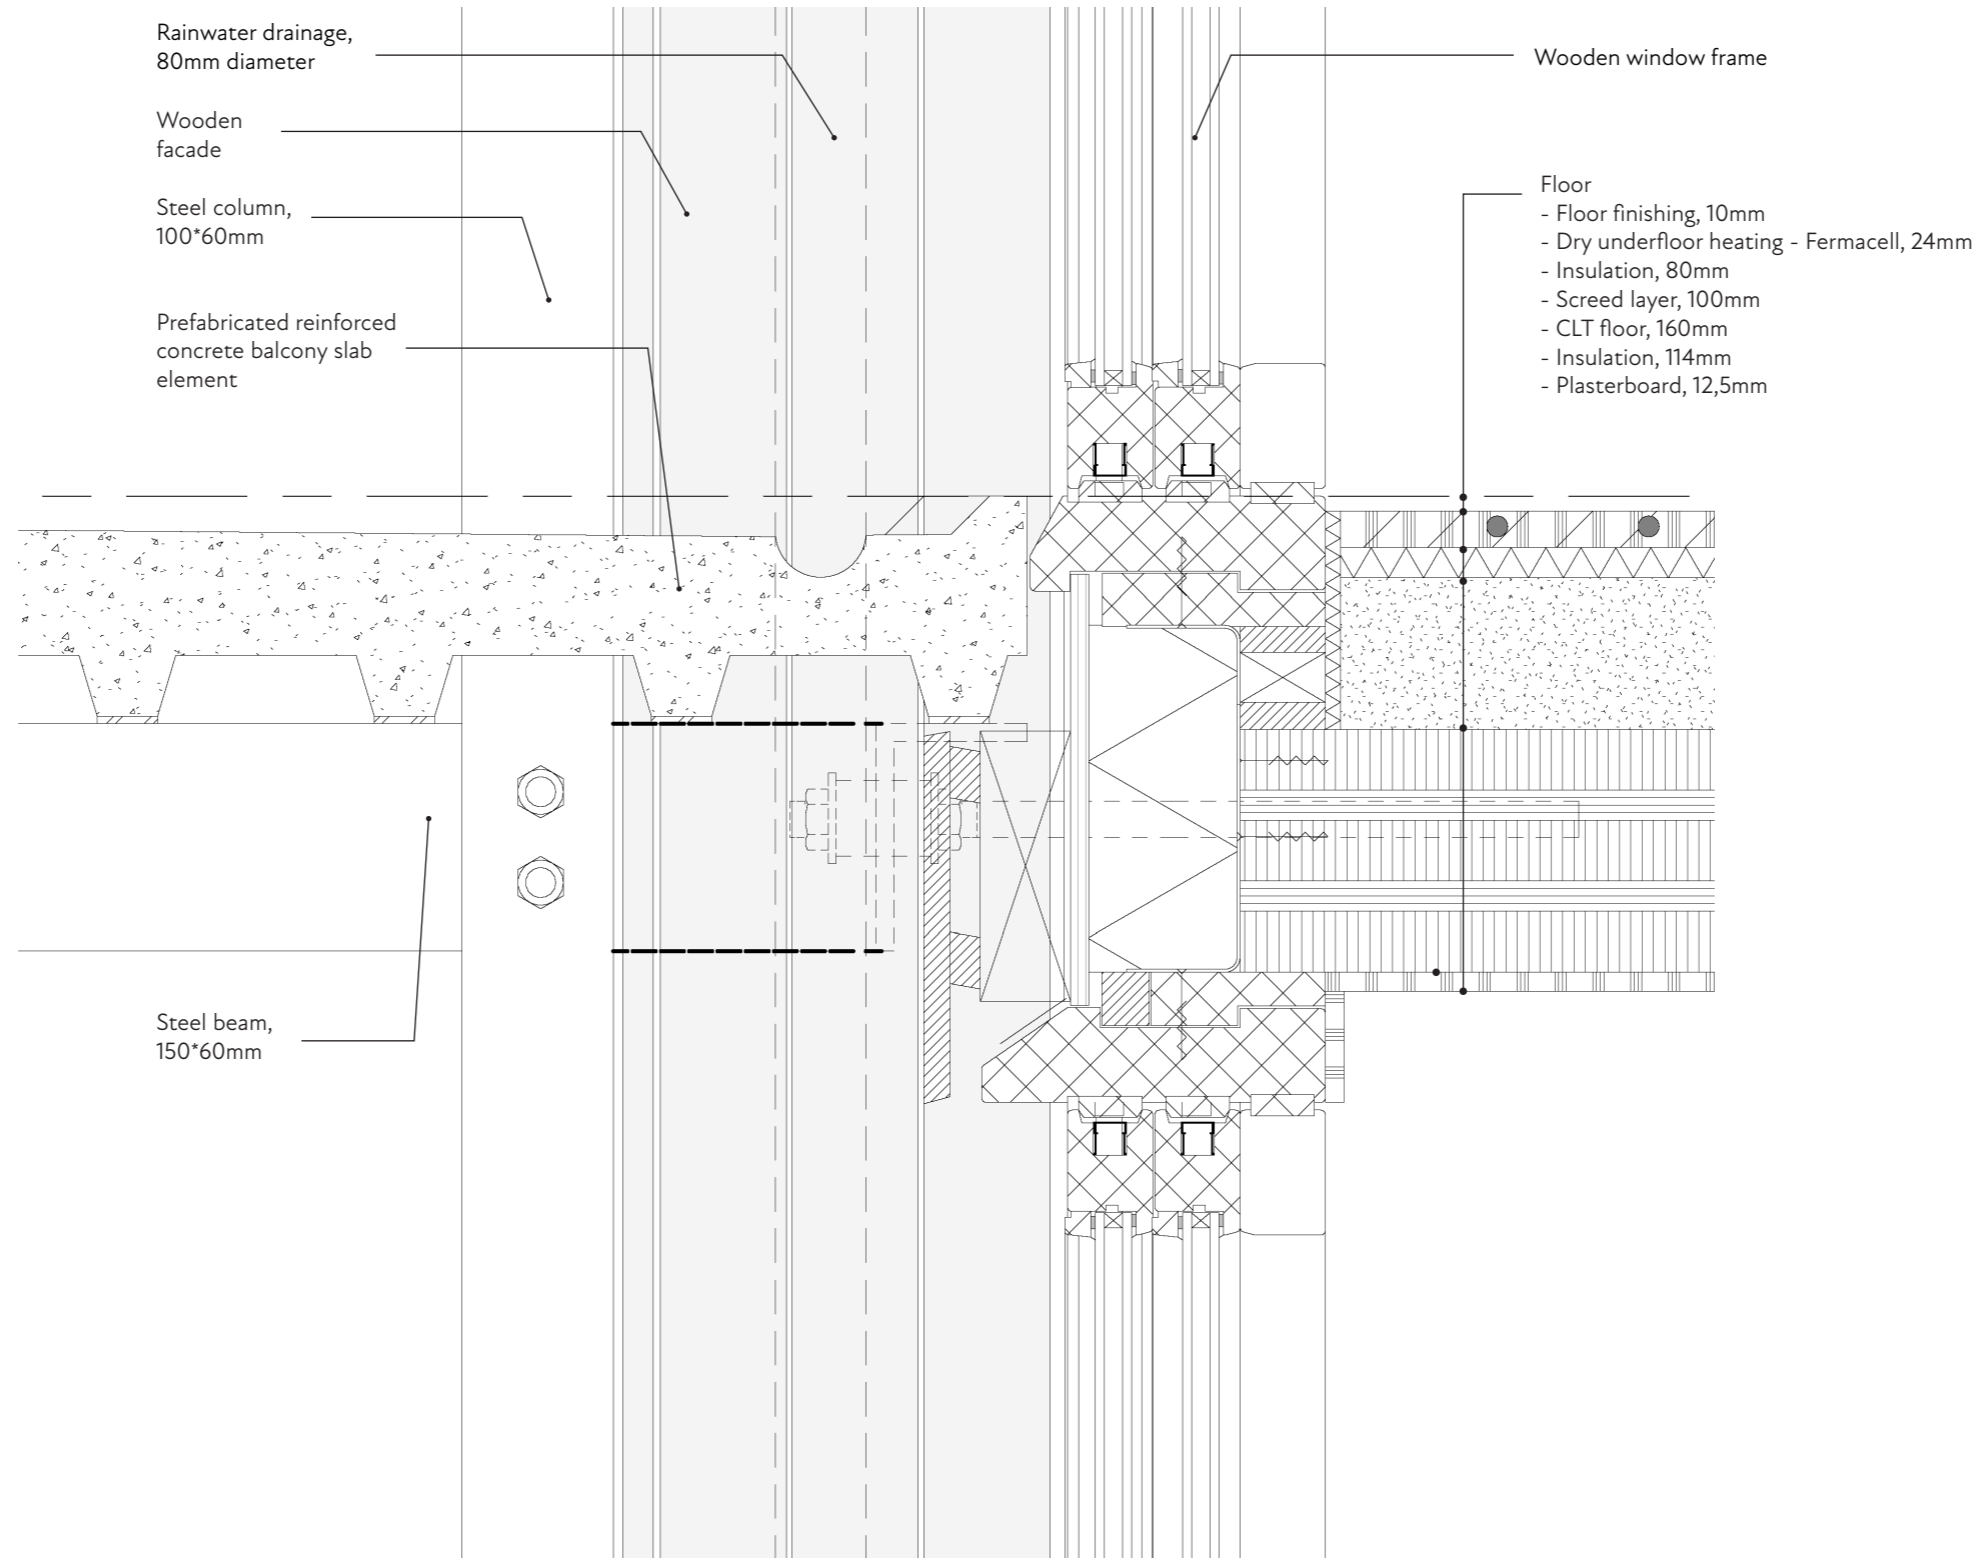 Rainwater drainage,
80mm diameter
Wooden
facade
Steel column,
100*60mm
Prefabricated reinforced
concrete balcony slab
element
Steel beam,
150*60mm
Wooden window frame
Floor
- Floor finishing, 10mm
- Dry underfloor heating - Fermacell, 24mm
- Insulation, 80mm
- Screed layer, 100mm
- CLT floor, 160mm
- Insulation, 114mm
- Plasterboard, 12,5mm